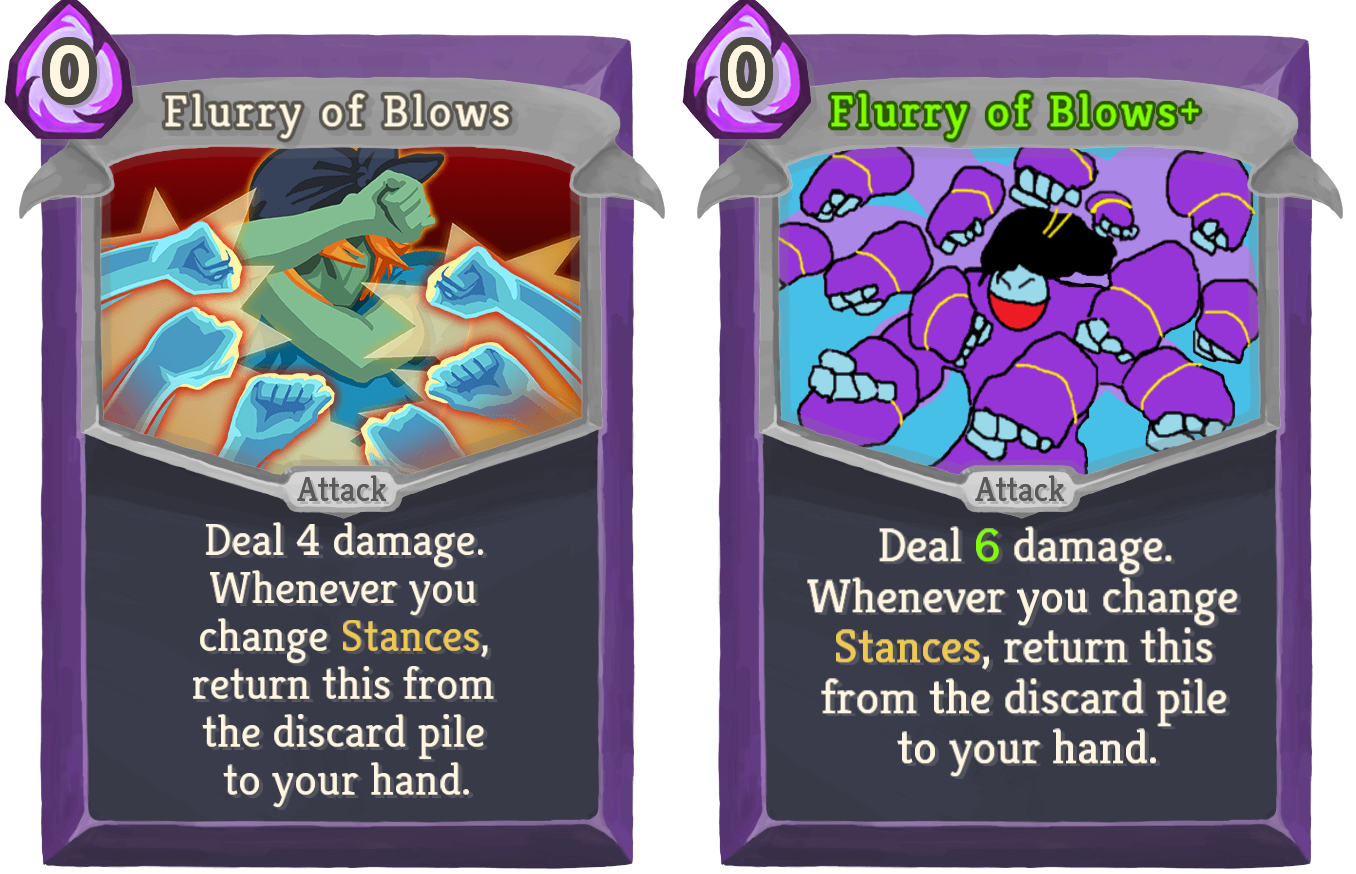 0
Flurry of Blows
Attack
Deal 4 damage.
Whenever you
change Stances,
return this from
the discard pile
to your hand.
0
Flurry of Blows+
Attack
Deal 6 damage.
Whenever you change
Stances, return this
from the discard pile
to your hand.